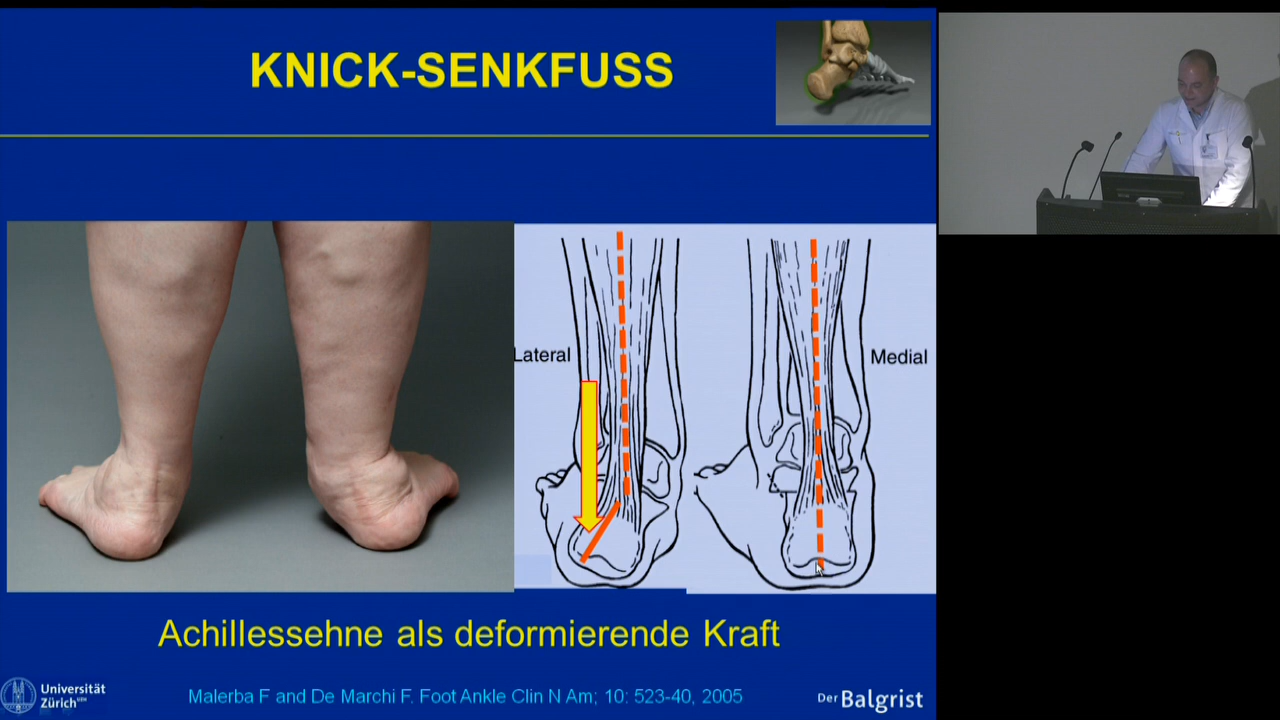 KNICK-SENKFUSS
Lateral
Medial
Achillessehne als deformierende Kraft
Universität
Zürich UZH
Malerba F and De Marchi F. Foot Ankle Clin N Am; 10: 523-40, 2005
Der Balgrist